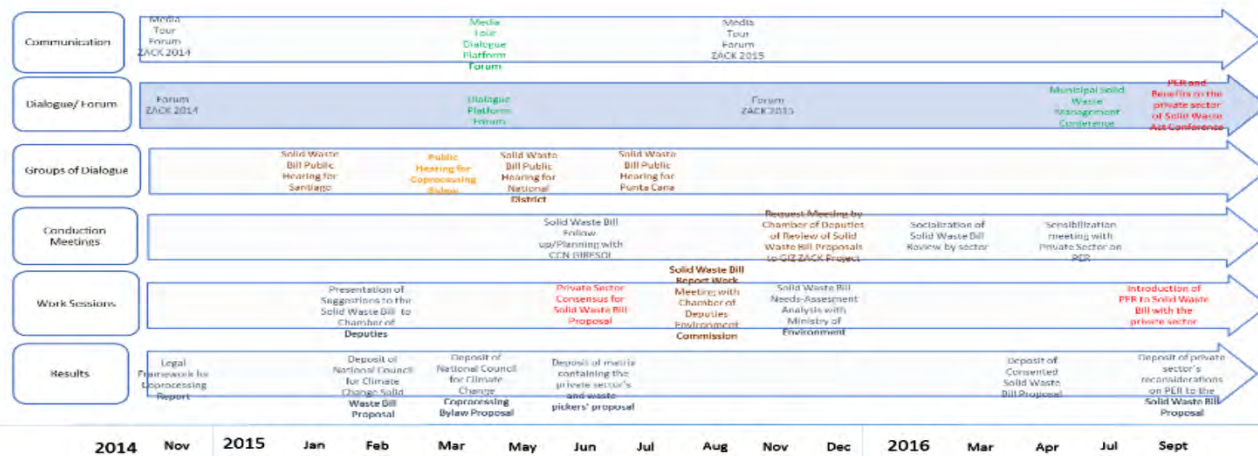 Communication
Media
Tour
Forum
ZACK 2014
Media
Tour
Dialogue
Platform
Forum
Media
Tour
Forum
ZACK 2015
Dialogue/ Forum
Forum
ZACK 2014
Dialogue
Platform
Forum
Forum
ZACK 2015
Municipal Solid
Waste
Management
Conference
PER and
Benefits to the
private sector
of Solid Waste
Act Conference
Groups of Dialogue
Solid Waste
Bill Public
Hearing for
Santiago
Public
Hearing for
Coprocessing
Bylaw
Solid Waste
Bill Public
Hearing for
National
District
Solid Waste
Bill Public
Hearing for
Punta Cana
Conduction
Meetings
Solid Waste Bill
Follow
up/Planning with
CCN GIRESOL
Request Meeting by
Chamber of Deputies
of Review of Solid
Waste Bill Proposals
to GIZ ZACK Project
Socialization of
Solid Waste Bill
Review by sector
Sensibilization
meeting with
Private Sector on
PER
Work Sessions
Presentation of
Suggestions to the
Solid Waste Bill to
Chamber of
Deputies
Private Sector
Consensus for
Solid Waste Bill
Proposal
Solid Waste Bill
Report Work
Meeting with
Chamber of
Deputies
Environment
Commission
Solid Waste Bill
Needs-Assesment
Analysis with
Ministry of
Environment
Introduction of
PER to Solid Waste
Bill with the
private sector
Results
Legal
Framework for
Coprocessing
Report
Deposit of
National Council
for Climate
Change Solid
Waste Bill
Proposal
Deposit of
National Council
for Climate
Change
Coprocessing
Bylaw Proposal
Deposit of matrix
containing the
private sector's
and waste
pickers' proposal
Deposit of
Consented
Solid Waste
Bill Proposal
Deposit of private
sector's
reconsiderations
on PER to the
Solid Waste Bill
Proposal
2014 Nov 2015 Jan Feb Mar May Jun Jul Aug Nov Dec 2016 Mar Apr Jul Sept